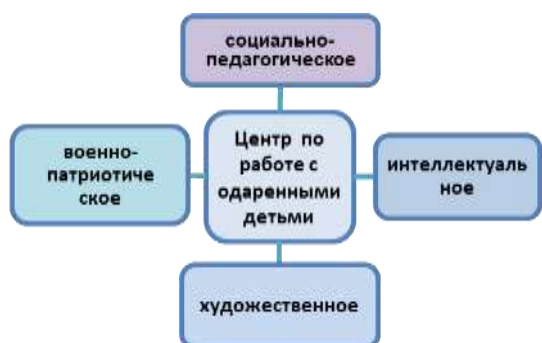 социально-
педагогическое
военно-
патриотиче
ское
Центр по
работе с
одаренными
детьми
интеллектуаль
ное
художественное